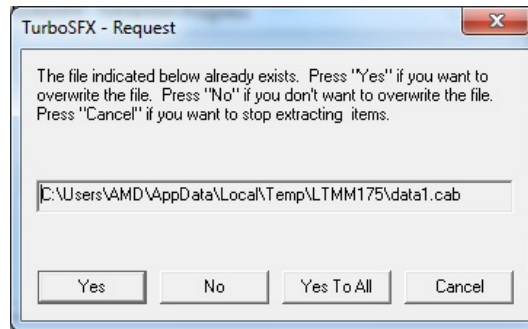 TurboSFX - Request
The file indicated below already exists.  Press "Yes" if you want to
overwrite the file.  Press "No" if you don't want to overwrite the file.
Press "Cancel" if you want to stop extracting  items.
C:\Users\AMD\AppData\Local\Temp\LTMM175\data1.cab
Yes No Yes To All Cancel